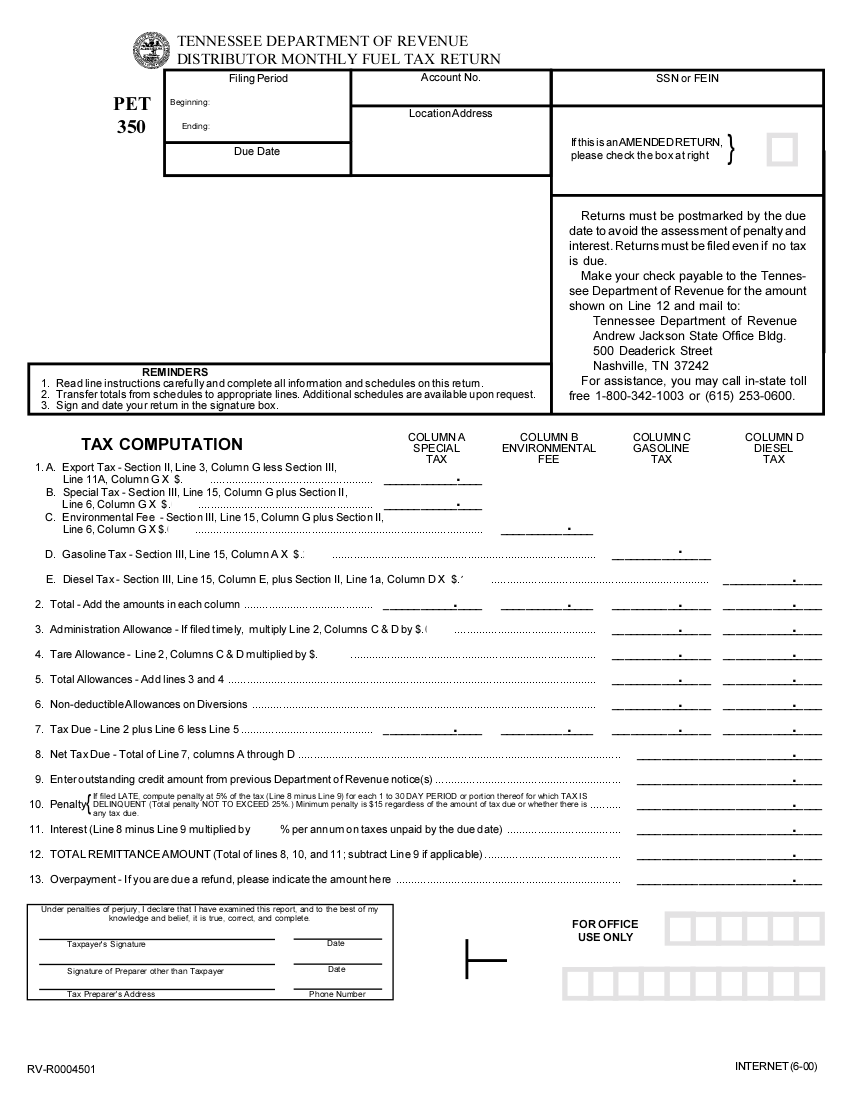 TENNESSEE DEPARTMENT OF REVENUE
DISTRIBUTOR MONTHLY FUEL TAX RETURN
PET
350
Filing Period
Beginning:
Ending:
Due Date
Account No.
Location Address
SSN or FEIN
If this is an AMENDED RETURN,
please check the box at right
}
Returns must be postmarked by the due
date to avoid the assessment of penalty and
interest. Returns must be filed even if no tax
is due.
Make your check payable to the Tennes-
see Department of Revenue for the amount
shown on Line 12 and mail to:
Tennessee Department of Revenue
Andrew Jackson State Office Bldg.
500 Deaderick Street
Nashville, TN 37242
For assistance, you may call in-state toll
free 1-800-342-1003 or (615) 253-0600.
REMINDERS
1. Read line instructions carefully and complete all information and schedules on this return.
2. Transfer totals from schedules to appropriate lines. Additional schedules are available upon request.
3. Sign and date your return in the signature box.
TAX COMPUTATION
COLUMN A
SPECIAL
TAX
COLUMN B
ENVIRONMENTAL
FEE
COLUMN C
GASOLINE
TAX
COLUMN D
DIESEL
TAX
1. A. Export Tax - Section II, Line 3, Column G less Section III,
Line 11A, Column G X $.
B. Special Tax - Section III, Line 15, Column G plus Section II,
Line 6, Column G X $.
C. Environmental Fee - Section III, Line 15, Column G plus Section II,
Line 6, Column G X $.
D. Gasoline Tax - Section III, Line 15, Column A X $.
E. Diesel Tax - Section III, Line 15, Column E, plus Section II, Line 1a, Column D X $.
2. Total - Add the amounts in each column
3. Administration Allowance - If filed timely, multiply Line 2, Columns C & D by $.
4. Tare Allowance - Line 2, Columns C & D multiplied by $.
5. Total Allowances - Add lines 3 and 4
6. Non-deductible Allowances on Diversions
7. Tax Due - Line 2 plus Line 6 less Line 5
8. Net Tax Due - Total of Line 7, columns A through D
9. Enter outstanding credit amount from previous Department of Revenue notice(s)
10. Penalty { If filed LATE, compute penalty at 5% of the tax (Line 8 minus Line 9) for each 1 to 30 DAY PERIOD or portion thereof for which TAX IS
DELINQUENT (Total penalty NOT TO EXCEED 25%.) Minimum penalty is $15 regardless of the amount of tax due or whether there is
any tax due.
11. Interest (Line 8 minus Line 9 multiplied by % per annum on taxes unpaid by the due date)
12. TOTAL REMITTANCE AMOUNT (Total of lines 8, 10, and 11; subtract Line 9 if applicable)
13. Overpayment - If you are due a refund, please indicate the amount here
Under penalties of perjury, I declare that I have examined this report, and to the best of my
knowledge and belief, it is true, correct, and complete.
Taxpayer's Signature Date
Signature of Preparer other than Taxpayer Date
Tax Preparer's Address Phone Number
FOR OFFICE
USE ONLY
RV-R0004501
INTERNET (6-00)